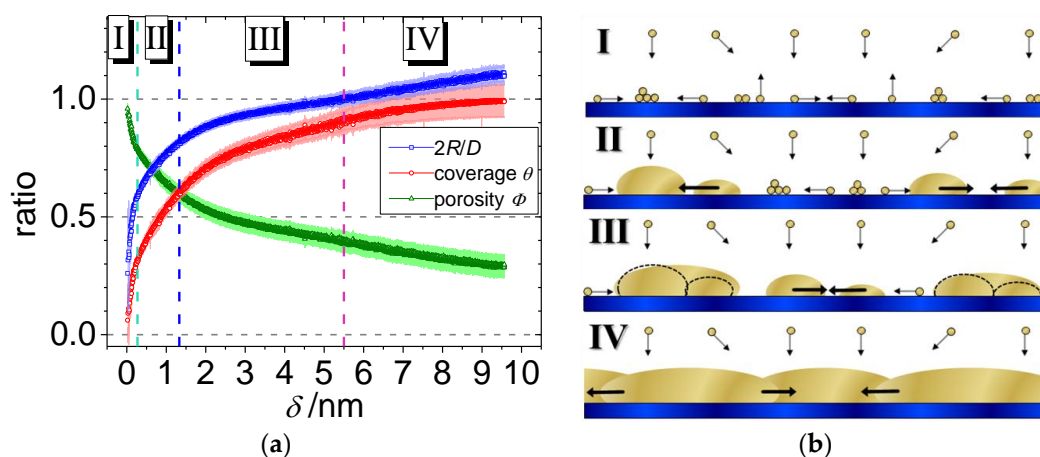 I II III IV
ratio
1.0
0.5
0.0
2R/D
coverage θ
porosity Φ
0 1 2 3 4 5 6 7 8 9 10
δ /nm
(a)
I
II
III
IV
(b)